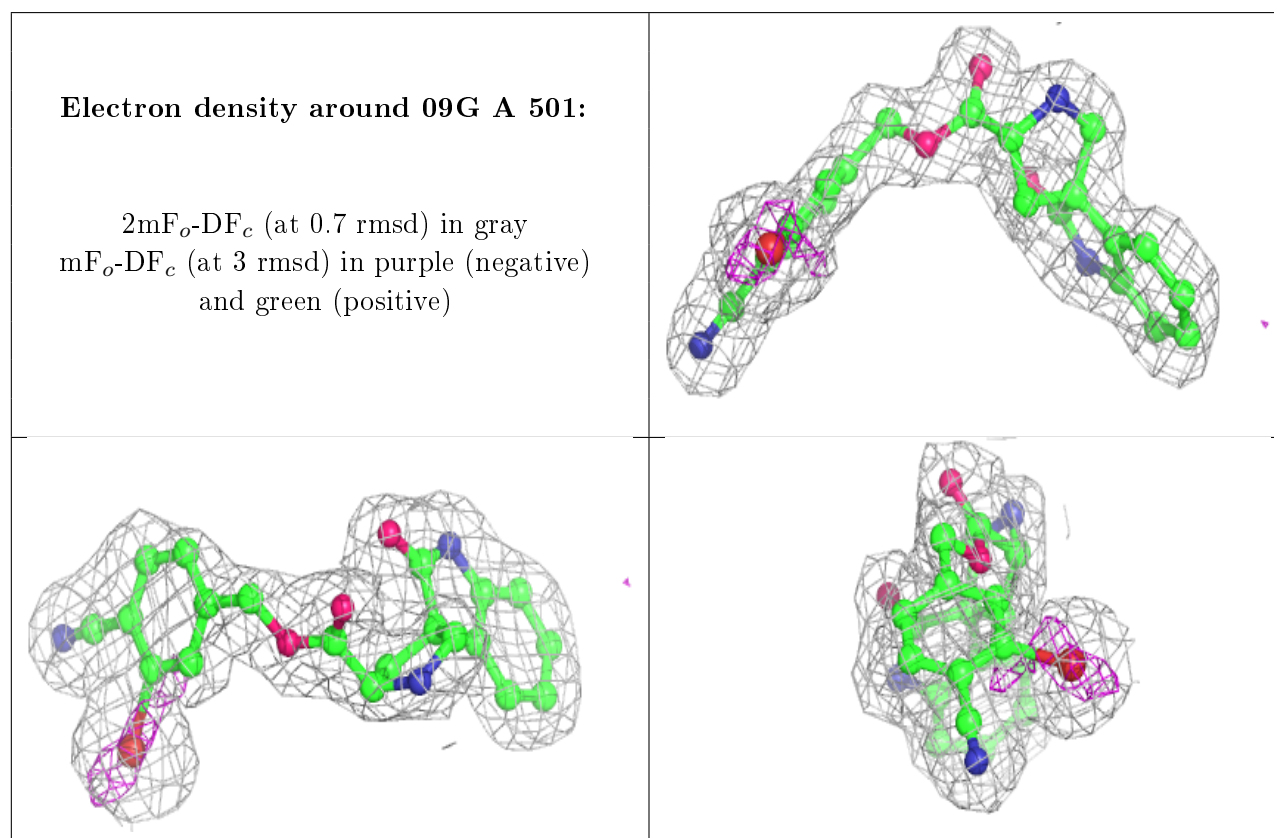 Electron density around 09G A 501:
2mFo-DFc (at 0.7 rmsd) in gray
mFo-DFc (at 3 rmsd) in purple (negative)
and green (positive)